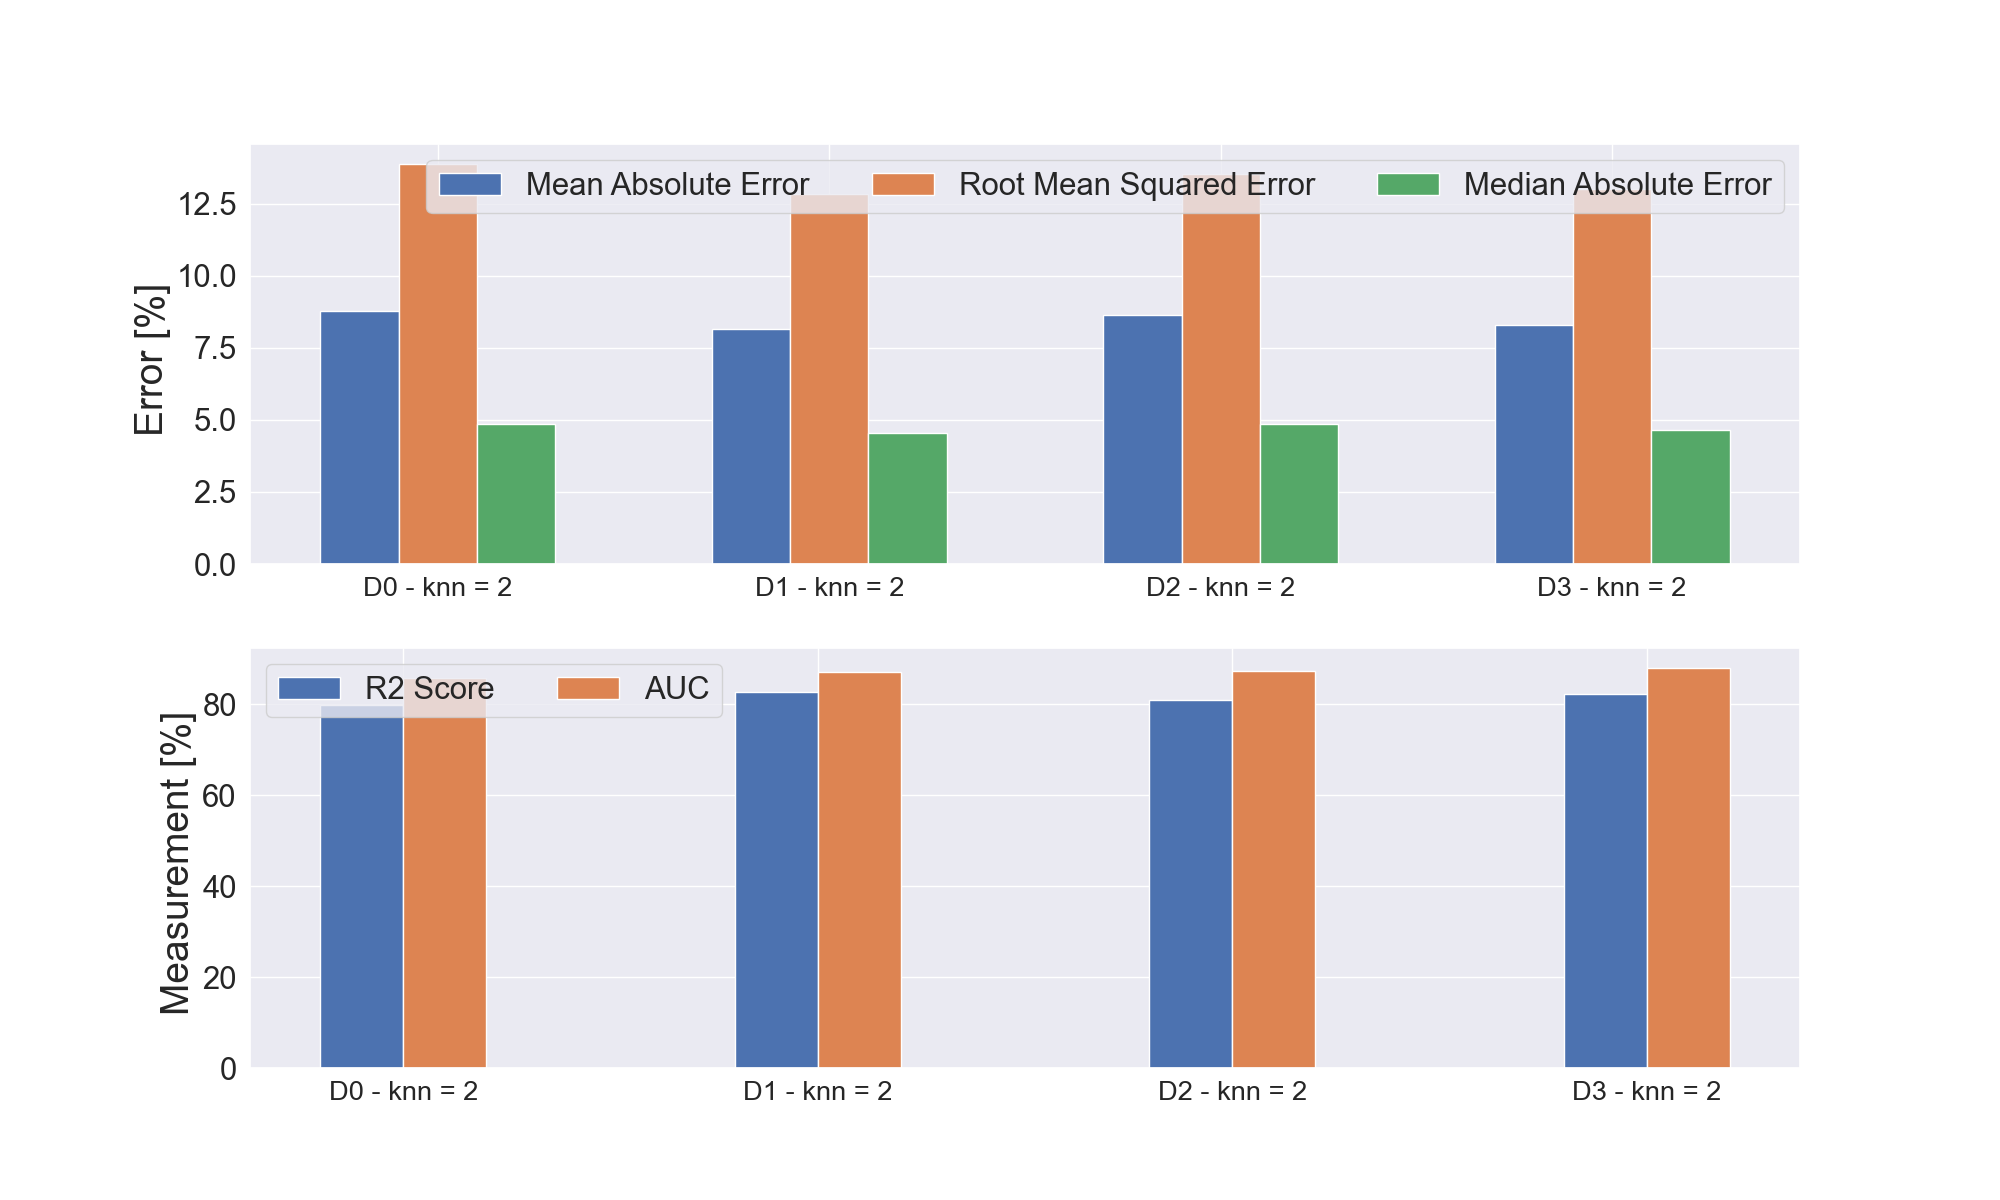 Mean Absolute Error Root Mean Squared Error Median Absolute Error
Error [%]
12.5
10.0
7.5
5.0
2.5
0.0
D0 - knn = 2 D1 - knn = 2 D2 - knn = 2 D3 - knn = 2
R2 Score AUC
Measurement [%]
80
60
40
20
0
D0 - knn = 2 D1 - knn = 2 D2 - knn = 2 D3 - knn = 2